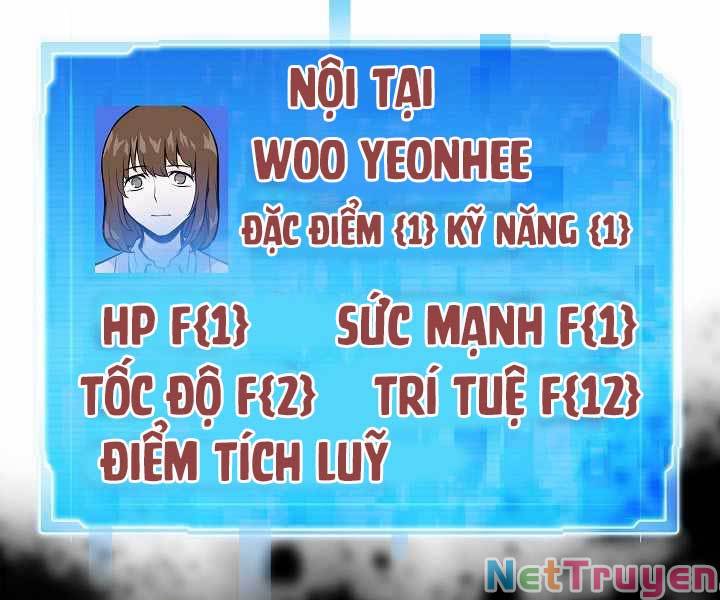 NỘI TẠI
WOO YEONHEE
ĐẶC ĐIỂM {1} KỸ NĂNG {1}
HP F{1} SỨC MẠNH F{1}
TỐC ĐỘ F{2} TRÍ TUỆ F{12}
ĐIỂM TÍCH LUỸ
NetTruyen